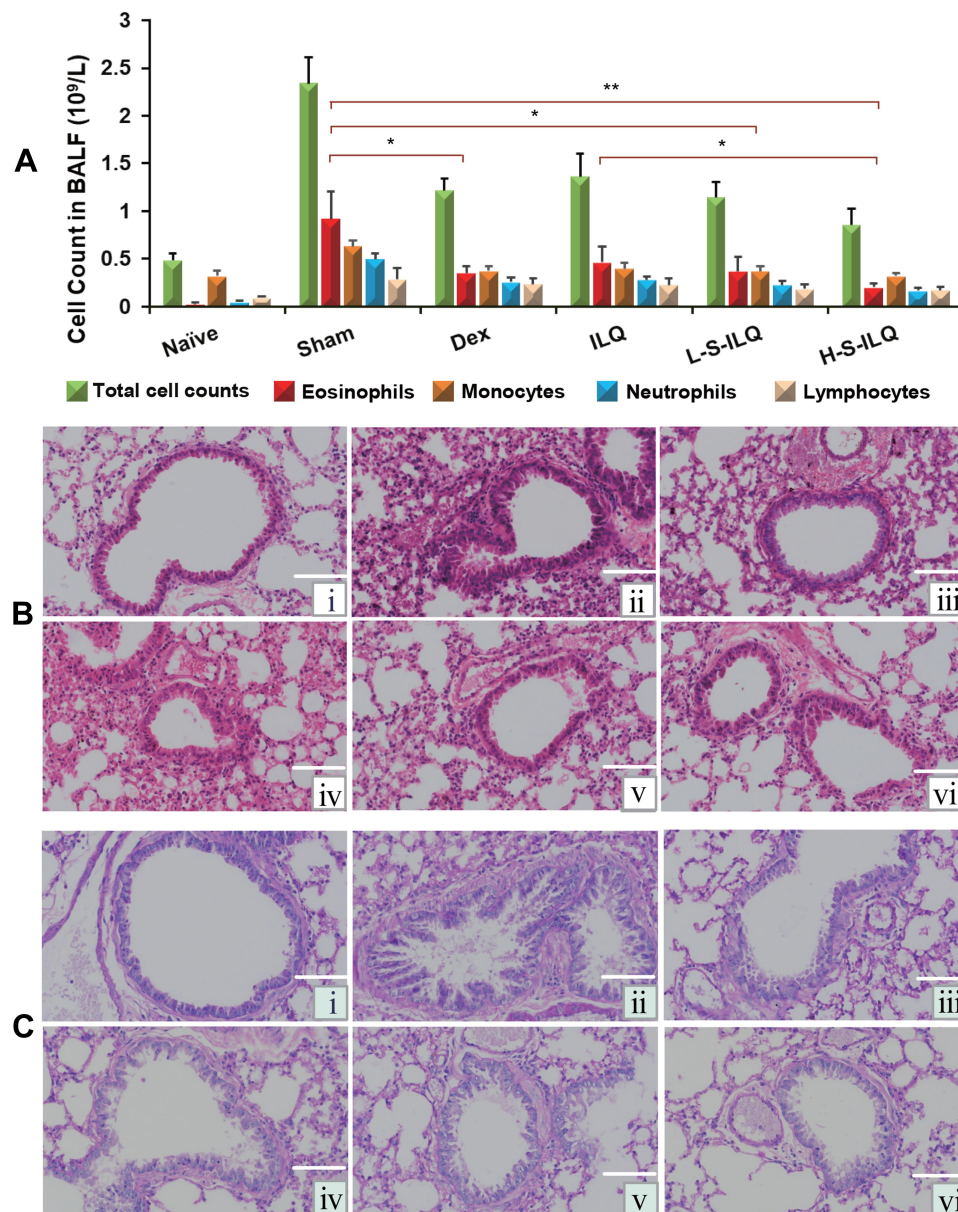 A
Cell Count in BALF (10⁹/L)
3
2.5
2
1.5
1
0.5
0
**
*
*
*
Naïve
Sham
Dex
ILQ
L-S-ILQ
H-S-ILQ
Total cell counts Eosinophils Monocytes Neutrophils Lymphocytes
B
i
ii
iii
iv
v
vi
C
i
ii
iii
iv
v
vi